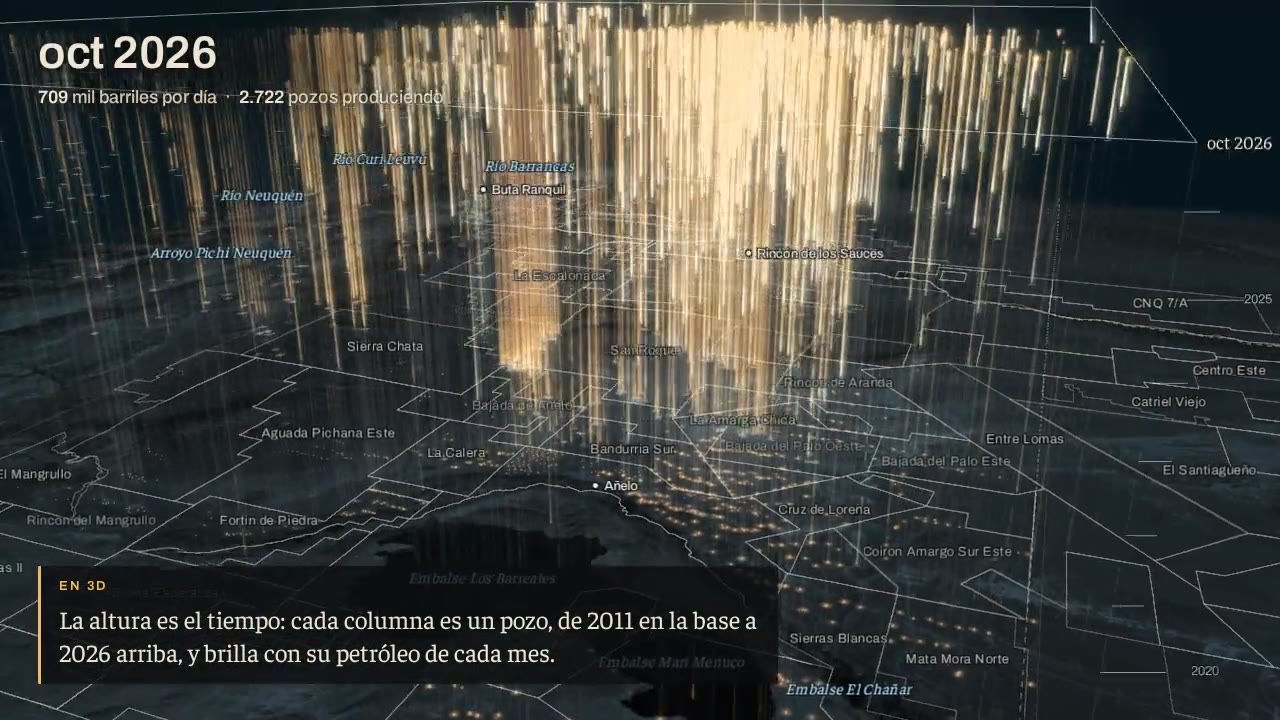 oct 2026
709 mil barriles por día · 2.722 pozos produciendo
oct 2026
Río Curi Leuvú
Río Barrancas
Buta Ranquil
Río Neuquén
Arroyo Pichi Neuquén
Rincón de los Sauces
La Escalonada
CNQ 7/A
2025
Sierra Chata
San Roque
Centro Este
Rincón de Aranda
Catriel Viejo
Bajada de Añelo
La Amarga Chica
Aguada Pichana Este
Bandurria Sur
Bajada del Palo Oeste
Entre Lomas
La Calera
Bajada del Palo Este
El Mangrullo
El Santiagueño
Añelo
Rincón del Mangrullo
Fortín de Piedra
Cruz de Lorena
Coiron Amargo Sur Este
as II
EN 3D
Embalse Los Barreales
La altura es el tiempo: cada columna es un pozo, de 2011 en la base a
2026 arriba, y brilla con su petróleo de cada mes.
Sierras Blancas
Embalse Mari Menuco
Mata Mora Norte
2020
Embalse El Chañar